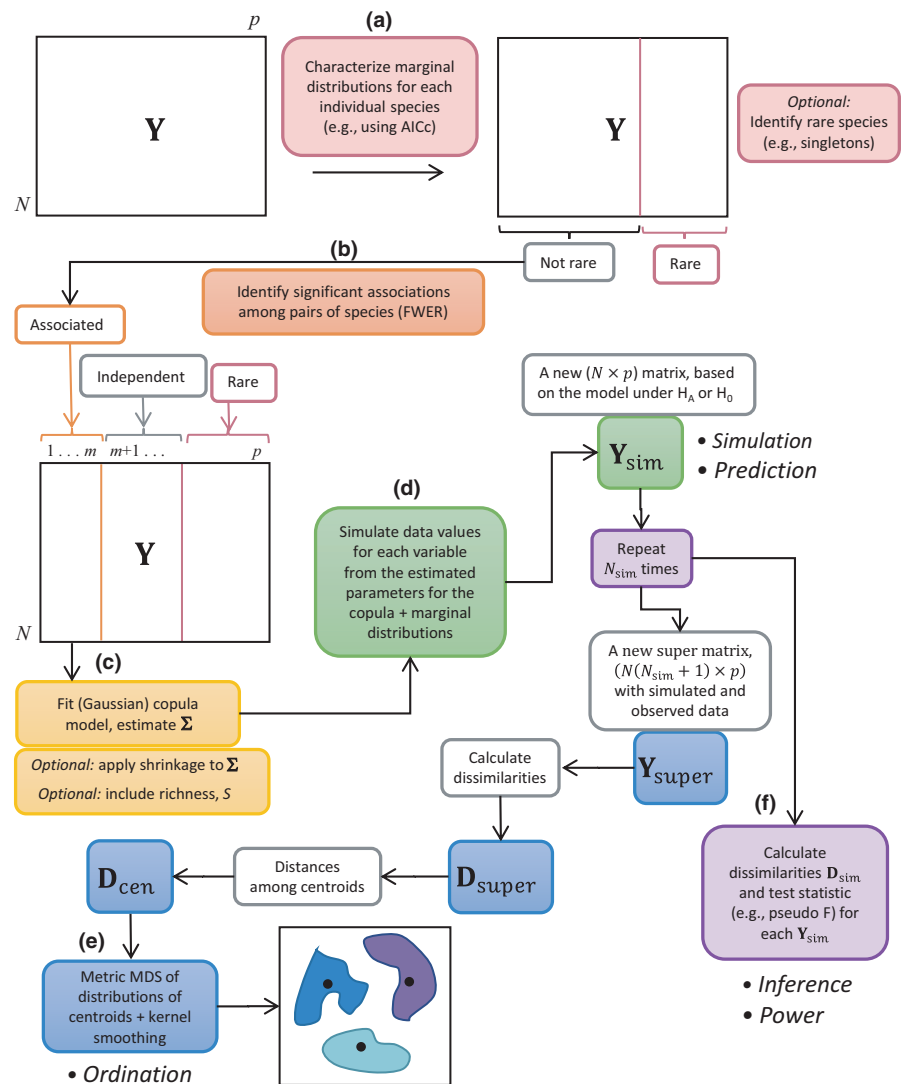 p
(a)
Characterize marginal
distributions for each
individual species
(e.g., using AICc)
Y
N
Y
Optional:
Identify rare species
(e.g., singletons)
Not rare
Rare
(b)
Identify significant associations
among pairs of species (FWER)
Associated
Independent
Rare
1 . . . m
m+1 . . .
p
Y
N
(c)
Fit (Gaussian) copula
model, estimate Σ
Optional: apply shrinkage to Σ
Optional: include richness, S
(d)
Simulate data values
for each variable
from the estimated
parameters for the
copula + marginal
distributions
A new (N × p) matrix, based
on the model under H_A or H_0
Y_sim
• Simulation
• Prediction
Repeat
N_sim times
A new super matrix,
(N(N_sim + 1) × p)
with simulated and
observed data
Y_super
Calculate
dissimilarities
D_super
Distances
among centroids
D_cen
(e)
Metric MDS of
distributions of
centroids + kernel
smoothing
• Ordination
(f)
Calculate
dissimilarities D_sim
and test statistic
(e.g., pseudo F) for
each Y_sim
• Inference
• Power